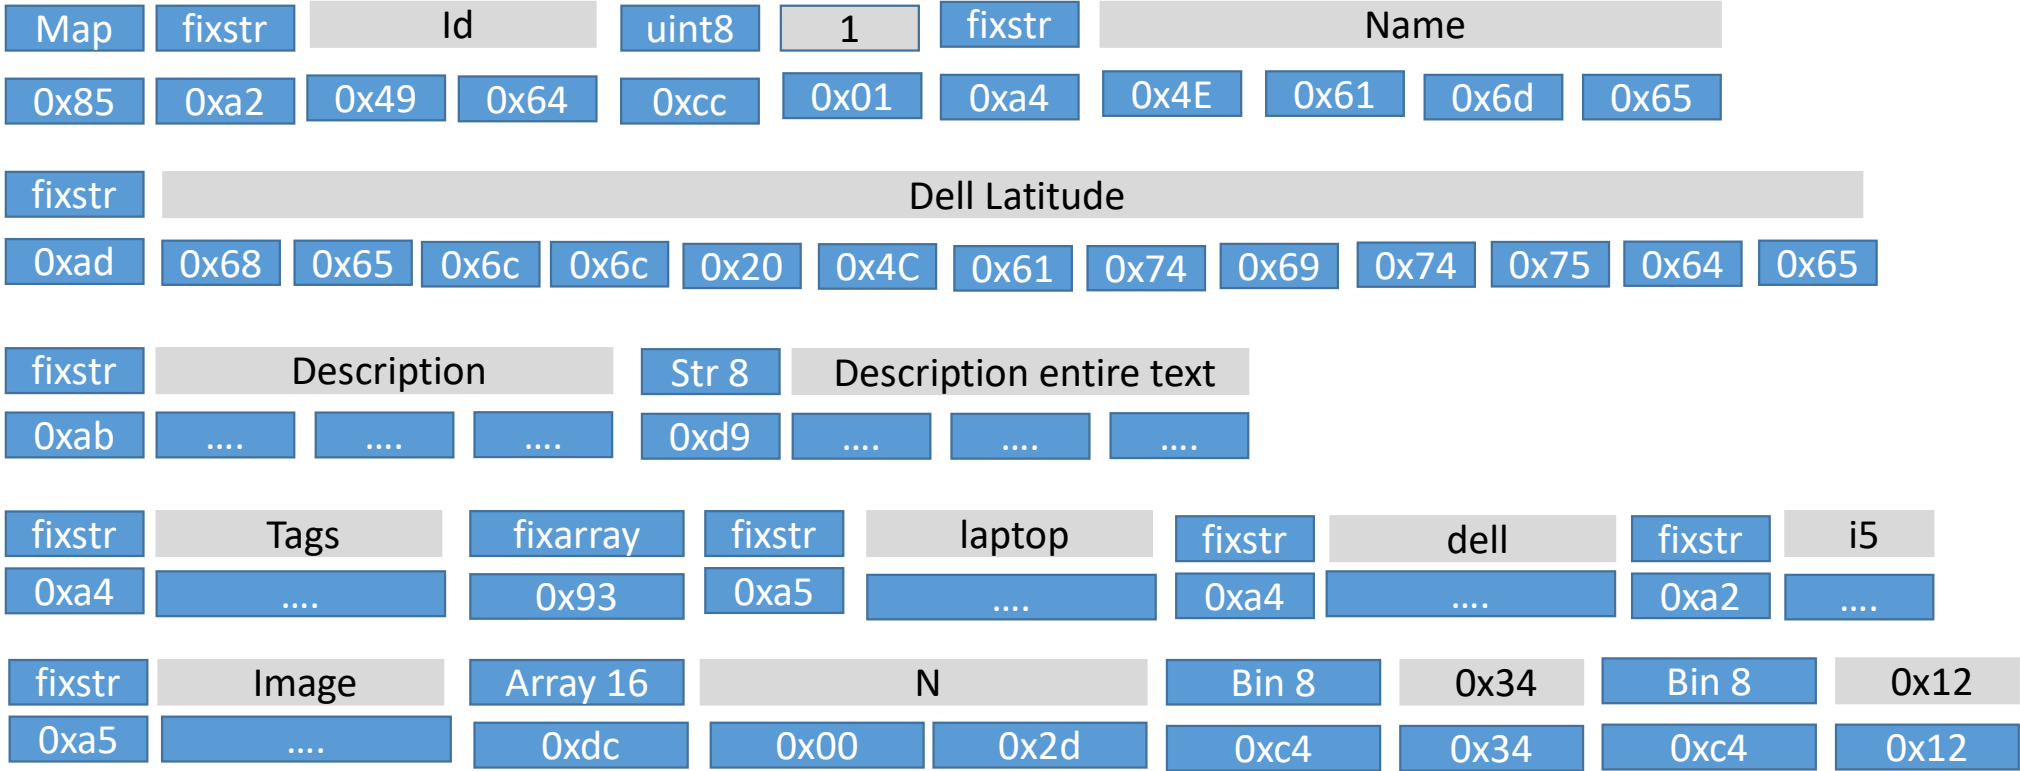 Map fixstr Id uint8 1 fixstr Name
0x85 0xa2 0x49 0x64 0xcc 0x01 0xa4 0x4E 0x61 0x6d 0x65
fixstr Dell Latitude
0xad 0x68 0x65 0x6c 0x6c 0x20 0x4C 0x61 0x74 0x69 0x74 0x75 0x64 0x65
fixstr Description Str 8 Description entire text
0xab .... .... .... 0xd9 .... .... ....
fixstr Tags fixarray fixstr laptop fixstr dell fixstr i5
0xa4 .... 0x93 0xa5 .... 0xa4 .... 0xa2 ....
fixstr Image Array 16 N Bin 8 0x34 Bin 8 0x12
0xa5 .... 0xdc 0x00 0x2d 0xc4 0x34 0xc4 0x12